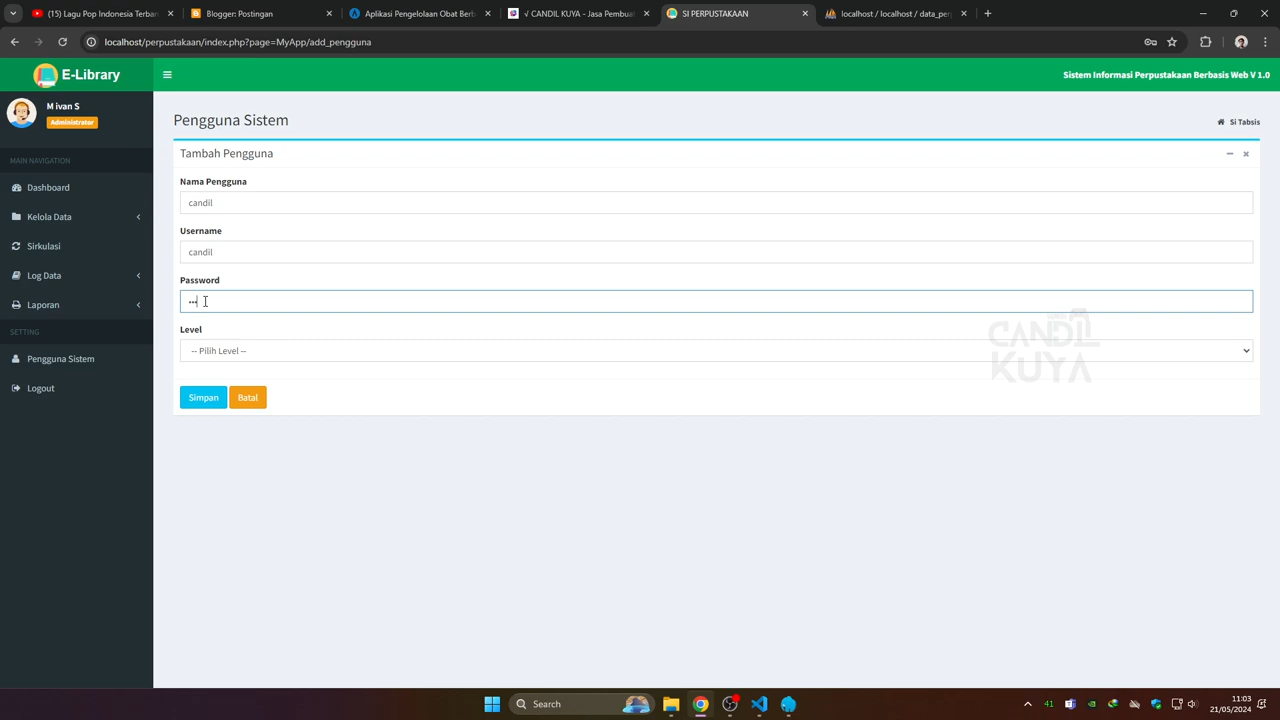 (15) Lagu Pop Indonesia Terbar
Blogger: Postingan
Aplikasi Pengelolaan Obat Berb
√ CANDIL KUYA - Jasa Pembuat
SI PERPUSTAKAAN
localhost / localhost / data_per
localhost/perpustakaan/index.php?page=MyApp/add_pengguna
E-Library
Sistem Informasi Perpustakaan Berbasis Web V 1.0
M ivan S
Administrator
MAIN NAVIGATION
Dashboard
Kelola Data
Sirkulasi
Log Data
Laporan
SETTING
Pengguna Sistem
Logout
Pengguna Sistem
Si Tabsis
Tambah Pengguna
Nama Pengguna
candil
Username
candil
Password
•••
Level
-- Pilih Level --
Simpan
Batal
CANDIL
KUYA
Search
41
11:03
21/05/2024